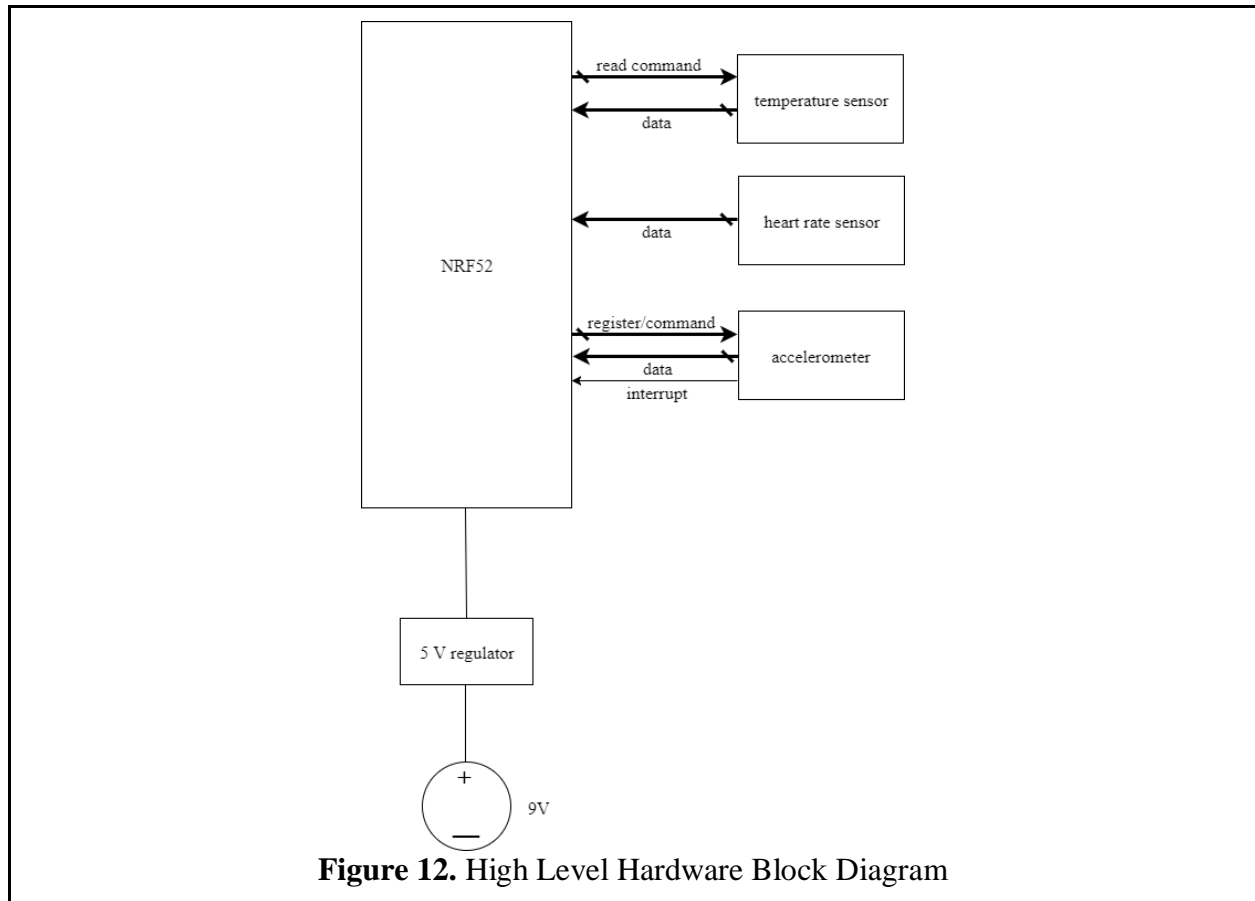 read command
temperature sensor
data
heart rate sensor
data
NRF52
register/command
accelerometer
data
interrupt
5 V regulator
+
9V
Figure 12. High Level Hardware Block Diagram